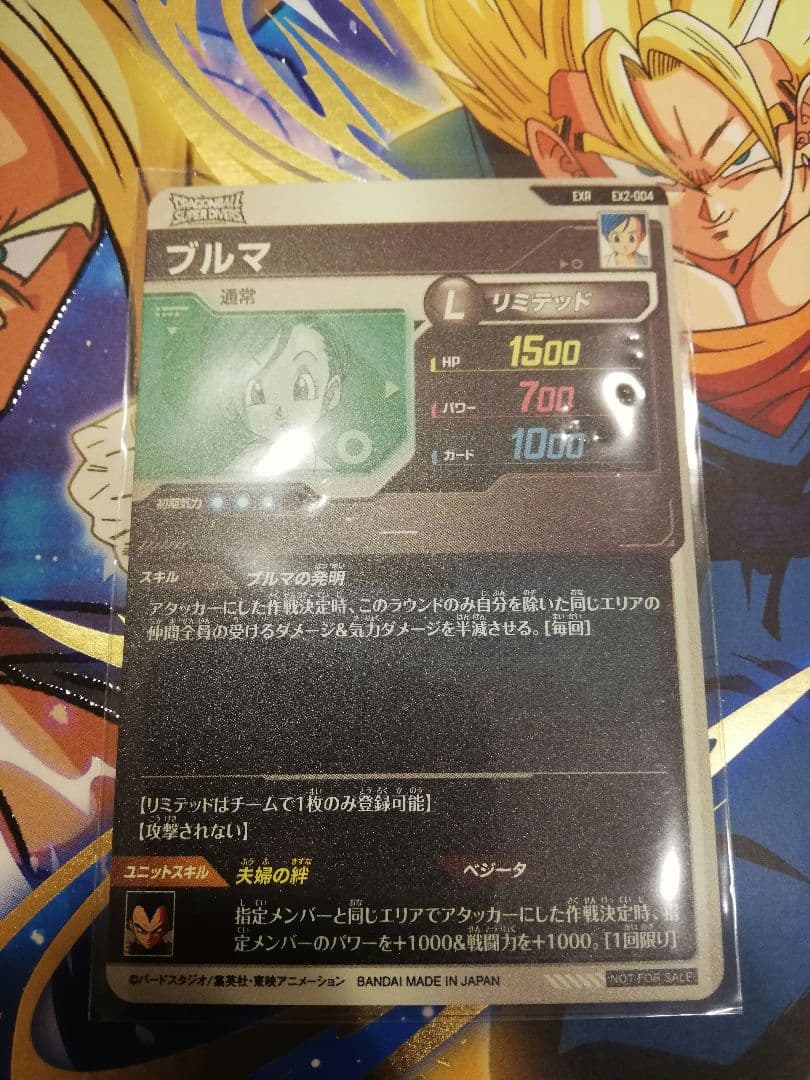 DRAGONBALL
SUPER DIVERS
EXR EX2-004
ブルマ
通常
L リミテッド
HP 1500
パワー 700
ガード 1000
初期気力
スキル ブルマの発明
アタッカーにした作戦決定時、このラウンドのみ自分を除いた同じエリアの
仲間全員の受けるダメージ&気力ダメージを半減させる。[毎回]
【リミテッドはチームで1枚のみ登録可能】
【攻撃されない】
ユニットスキル 夫婦の絆 ベジータ
指定メンバーと同じエリアでアタッカーにした作戦決定時、指
定メンバーのパワーを+1000&戦闘力を+1000。[1回限り]
©バードスタジオ/集英社・東映アニメーション BANDAI MADE IN JAPAN
NOT FOR SALE